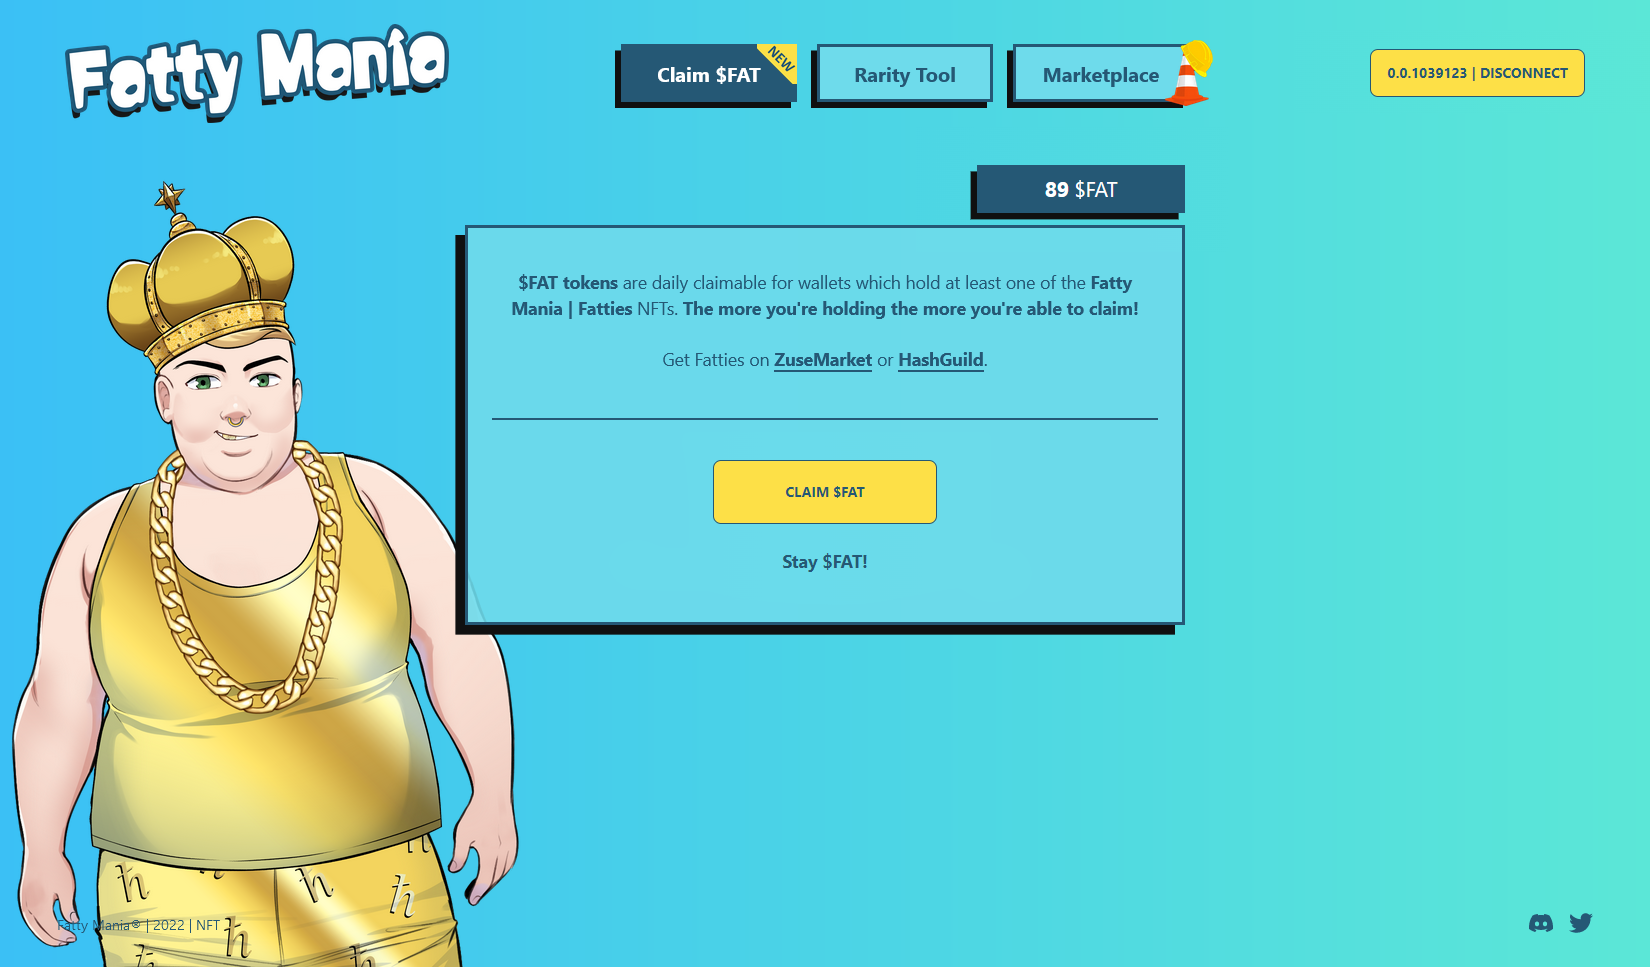 Fatty Mania
Claim $FAT
NEW
Rarity Tool
Marketplace
0.0.1039123 | DISCONNECT
89 $FAT
$FAT tokens are daily claimable for wallets which hold at least one of the Fatty
Mania | Fatties NFTs. The more you're holding the more you're able to claim!
Get Fatties on ZuseMarket or HashGuild.
CLAIM $FAT
Stay $FAT!
ħ
ħ
ħ
ħ
ħ
ħ
Fatty Mania® | 2022 | NFT